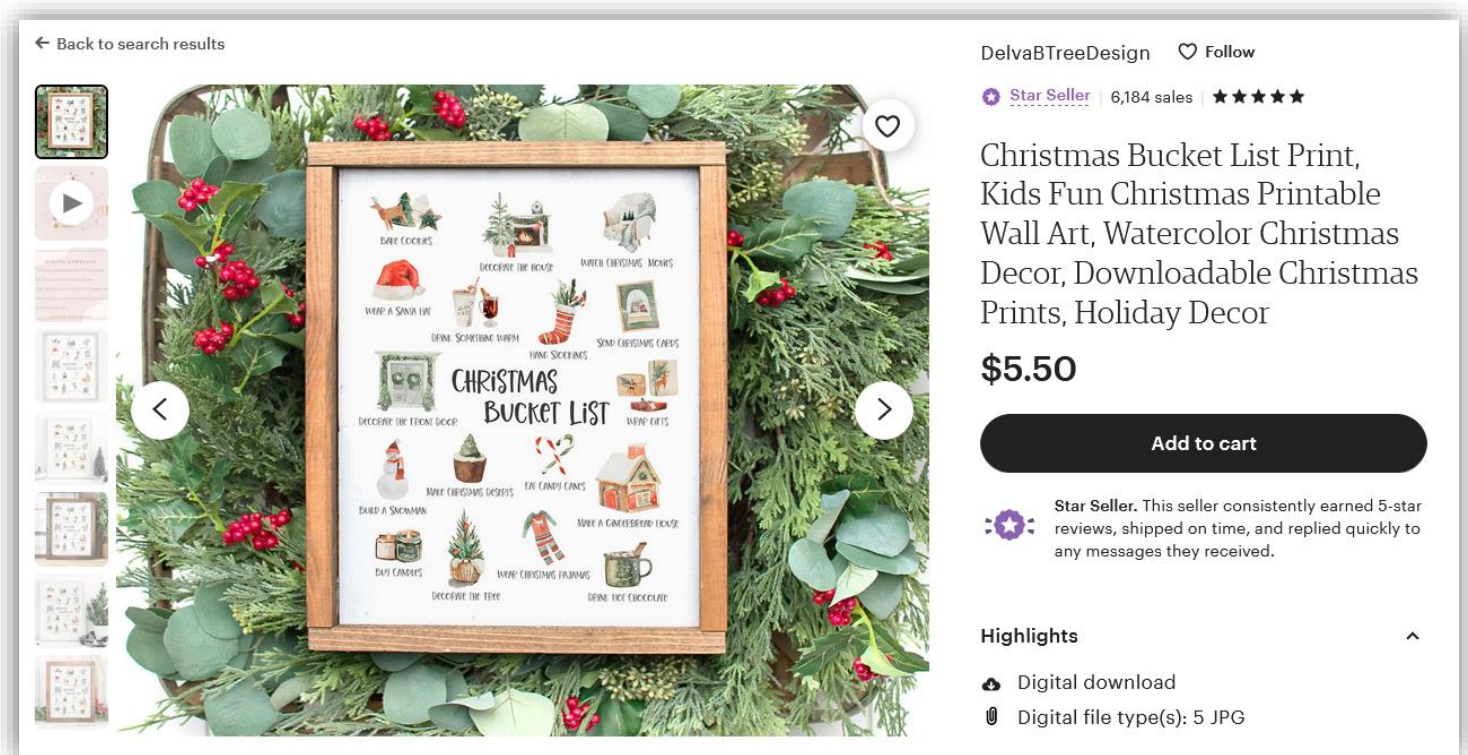 ← Back to search results
DelvaBTreeDesign
Follow
Star Seller | 6,184 sales |
Christmas Bucket List Print,
Kids Fun Christmas Printable
Wall Art, Watercolor Christmas
Decor, Downloadable Christmas
Prints, Holiday Decor
$5.50
Add to cart
Star Seller. This seller consistently earned 5-star
reviews, shipped on time, and replied quickly to
any messages they received.
Highlights
Digital download
Digital file type(s): 5 JPG
BAKE COOKIES
DECORATE THE HOUSE
WATCH CHRISTMAS MOVIES
WEAR A SANTA HAT
DRINK SOMETHING WARM
HANG STOCKINGS
SEND CHRISTMAS CARDS
DECORATE THE FRONT DOOR
CHRISTMAS
BUCKET LIST
WRAP GIFTS
BUILD A SNOWMAN
MAKE CHRISTMAS DESERTS
EAT CANDY CANES
MAKE A GINGERBREAD HOUSE
BUY CANDLES
DECORATE THE TREE
WEAR CHRISTMAS PAJAMAS
DRINK HOT CHOCOLATE